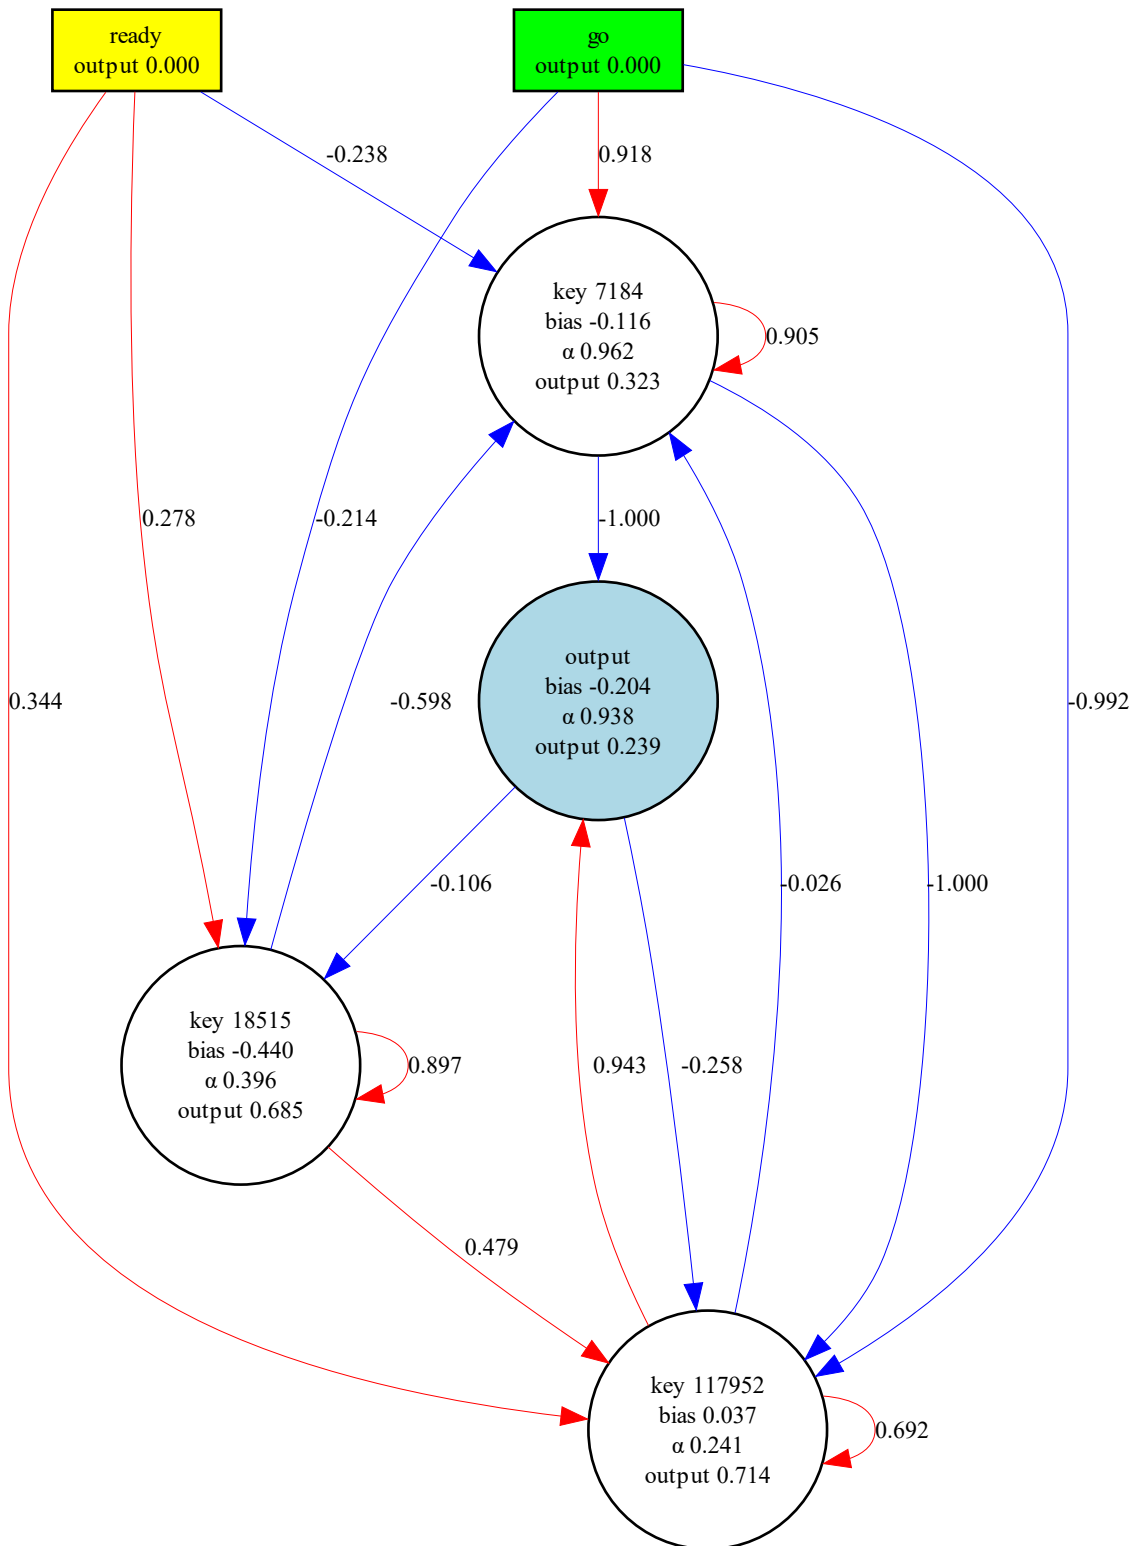 ready
output 0.000
go
output 0.000
-0.238
0.918
key 7184
bias -0.116
α 0.962
output 0.323
0.905
0.278
-0.214
-1.000
output
bias -0.204
α 0.938
output 0.239
0.344
-0.598
-0.992
-0.106
-0.026
-1.000
key 18515
bias -0.440
α 0.396
output 0.685
0.897
0.943
-0.258
0.479
key 117952
bias 0.037
α 0.241
output 0.714
0.692